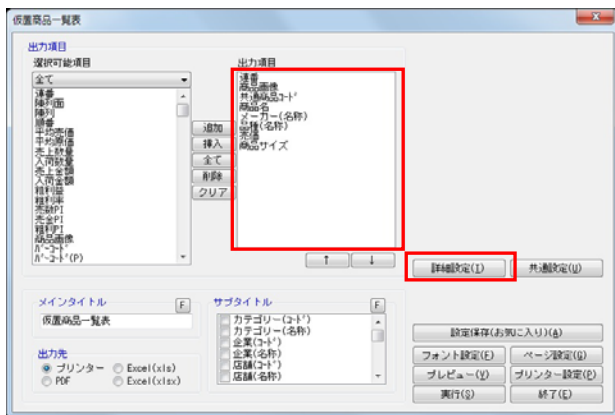 仮置商品一覧表
出力項目
選択可能項目
全て
連番
陳列面
陳列
順番
平均売価
平均原価
売上数量
入荷数量
売上金額
入荷金額
粗利益
粗利率
売数PI
売金PI
粗利PI
商品画像
ﾊﾞｰｺｰﾄﾞ
ﾊﾞｰｺｰﾄﾞ(P)
追加
挿入
全て
削除
クリア
出力項目
連番
商品画像
共通商品ｺｰﾄﾞ
商品名
メーカー(名称)
品種(名称)
売価
商品サイズ
↑
↓
詳細設定(I)
共通設定(U)
メインタイトル
F
仮置商品一覧表
サブタイトル
F
カテゴリー(ｺｰﾄﾞ)
カテゴリー(名称)
企業(ｺｰﾄﾞ)
企業(名称)
店舗(ｺｰﾄﾞ)
店舗(名称)
出力先
プリンター
Excel(xls)
PDF
Excel(xlsx)
設定保存(お気に入り)(A)
フォント設定(F)
ページ設定(G)
プレビュー(V)
プリンター設定(P)
実行(S)
終了(E)